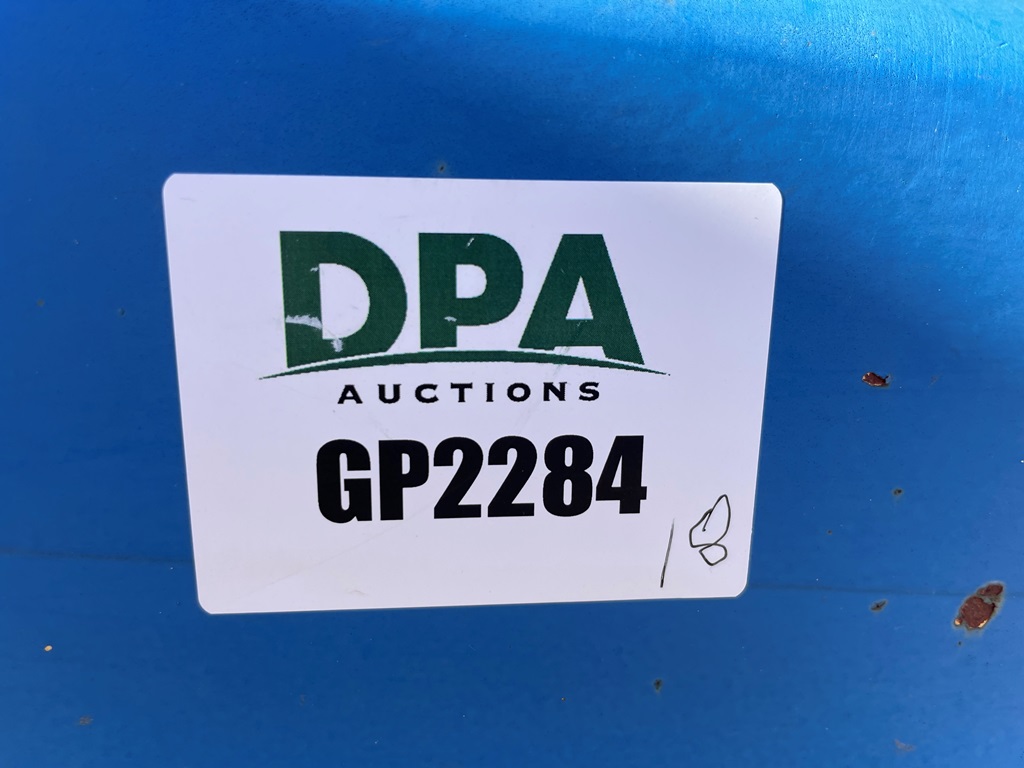 DPA
AUCTIONS
GP2284
18